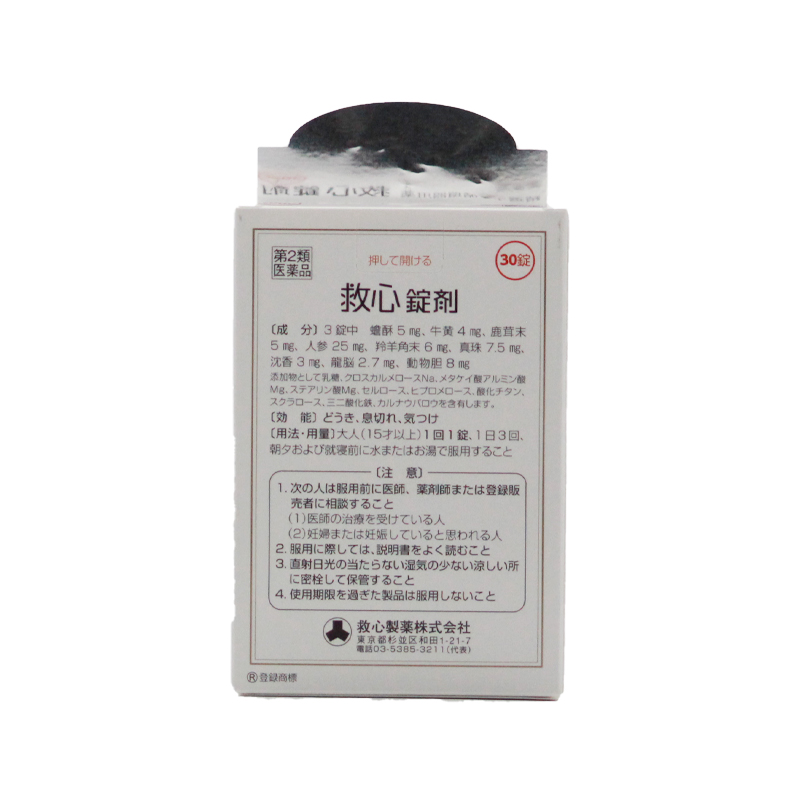 第2類
医薬品
押して開ける
30錠
救心錠剤
〔成 分〕3錠中 蟾酥5㎎、牛黄4㎎、鹿茸末
5㎎、人参25㎎、羚羊角末6㎎、真珠7.5㎎、
沈香3㎎、龍脳2.7㎎、動物胆8㎎
添加物として乳糖、クロスカルメロースNa、メタケイ酸アルミン酸
Mg、ステアリン酸Mg、セルロース、ヒプロメロース、酸化チタン、
スクラロース、三二酸化鉄、カルナウバロウを含有します。
〔効 能〕どうき、息切れ、気つけ
〔用法・用量〕大人(15才以上)1回1錠、1日3回、
朝夕および就寝前に水またはお湯で服用すること
〔注 意〕
1. 次の人は服用前に医師、薬剤師または登録販
売者に相談すること
(1)医師の治療を受けている人
(2)妊婦または妊娠していると思われる人
2. 服用に際しては、説明書をよく読むこと
3. 直射日光の当たらない湿気の少ない涼しい所
に密栓して保管すること
4. 使用期限を過ぎた製品は服用しないこと
救心製薬株式会社
東京都杉並区和田1-21-7
電話03-5385-3211(代表)
®登録商標